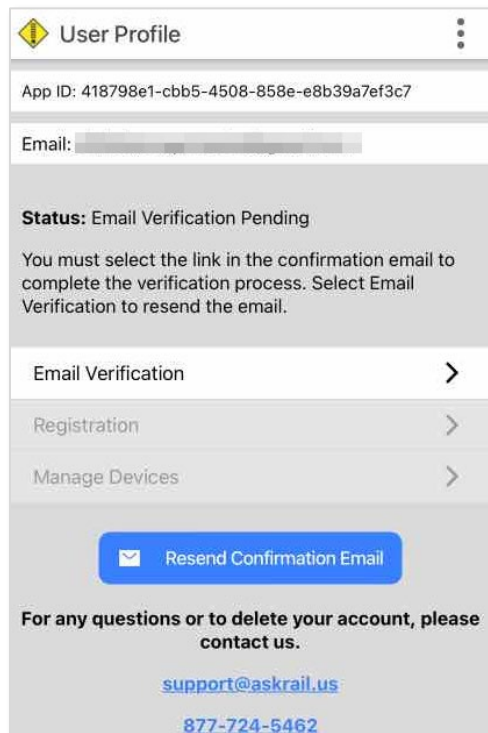 User Profile
App ID: 418798e1-cbb5-4508-858e-e8b39a7ef3c7
Email:
Status: Email Verification Pending
You must select the link in the confirmation email to
complete the verification process. Select Email
Verification to resend the email.
Email Verification
Registration
Manage Devices
Resend Confirmation Email
For any questions or to delete your account, please
contact us.
support@askrail.us
877-724-5462